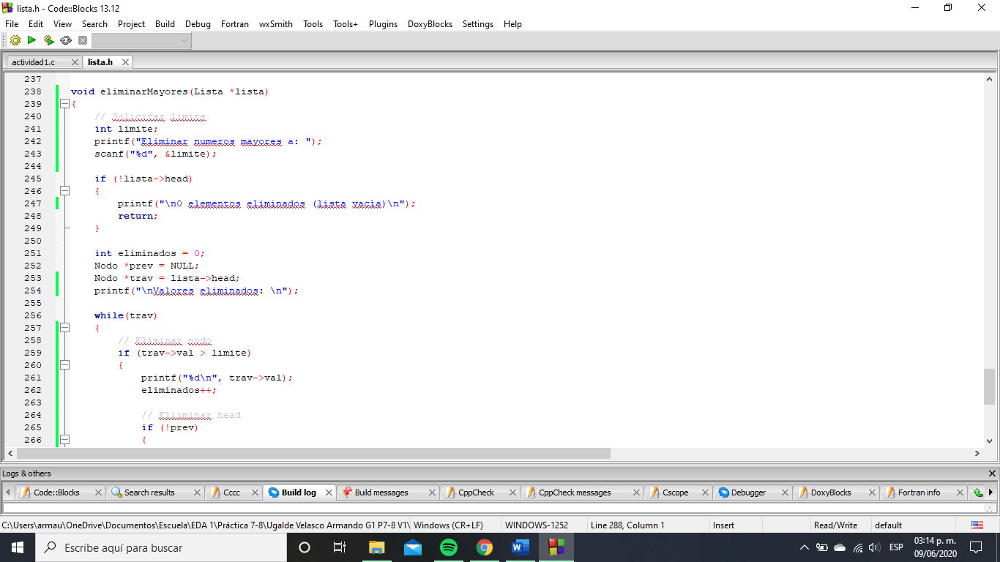 lista.h - Code::Blocks 13.12
File Edit View Search Project Build Debug Fortran wxSmith Tools Tools+ Plugins DoxyBlocks Settings Help
actividad1.c lista.h
237
238 void eliminarMayores(Lista *lista)
239 {
240 // Solicitar limite
241 int limite;
242 printf("Eliminar numeros mayores a: ");
243 scanf("%d", &limite);
244
245 if (!lista->head)
246 {
247 printf("\n0 elementos eliminados (lista vacía)\n");
248 return;
249 }
250
251 int eliminados = 0;
252 Nodo *prev = NULL;
253 Nodo *trav = lista->head;
254 printf("\nValores eliminados: \n");
255
256 while(trav)
257 {
258 // Eliminar nodo
259 if (trav->val > limite)
260 {
261 printf("%d\n", trav->val);
262 eliminados++;
263
264 // Eliiminar head
265 if (!prev)
266 {
Logs & others
Code::Blocks Search results Cccc Build log Build messages CppCheck CppCheck messages Cscope Debugger DoxyBlocks Fortran info
C:\Users\armau\OneDrive\Documentos\Escuela\EDA 1\Práctica 7-8\Ugalde Velasco Armando G1 P7-8 V1\ Windows (CR+LF) WINDOWS-1252 Line 288, Column 1 Insert Read/Write default
Escribe aquí para buscar
ESP
03:14 p. m.
09/06/2020